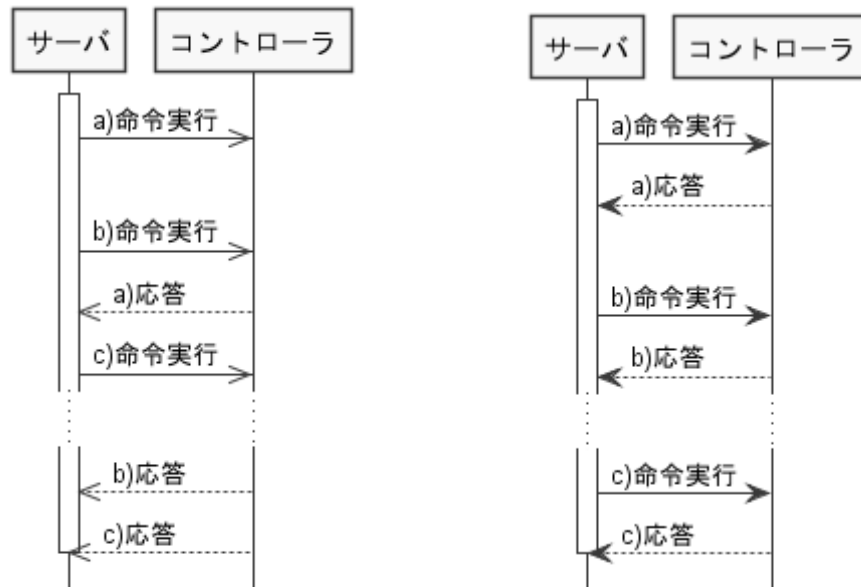 サーバ
コントローラ
a)命令実行
b)命令実行
a)応答
c)命令実行
b)応答
c)応答
サーバ
コントローラ
a)命令実行
a)応答
b)命令実行
b)応答
c)命令実行
c)応答